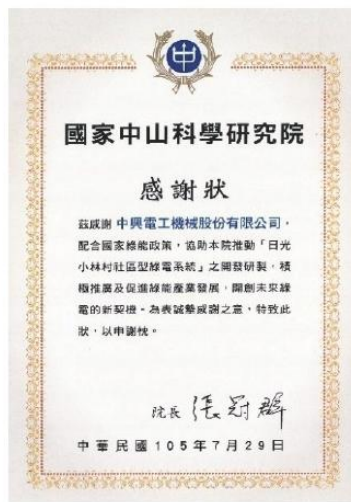 中
國家中山科學研究院
感謝狀
茲感謝 中興電工機械股份有限公司，
配合國家綠能政策，協助本院推動「日光
小林村社區型綠電系統」之開發研製，積
極推廣及促進綠能產業發展，開創未來綠
電的新契機。為表誠摯感謝之意，特致此
狀，以申謝忱。
院長 張冠群
中華民國105年7月29日